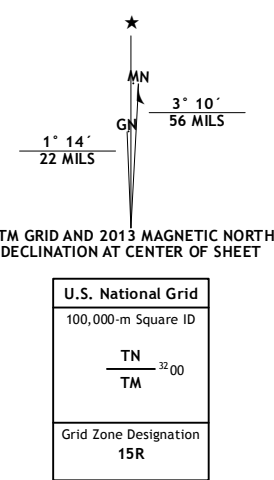 ★
MN
GN
3° 10´
56 MILS
1° 14´
22 MILS
TM GRID AND 2013 MAGNETIC NORTH
DECLINATION AT CENTER OF SHEET
U.S. National Grid
100,000-m Square ID
TN
3200
TM
Grid Zone Designation
15R